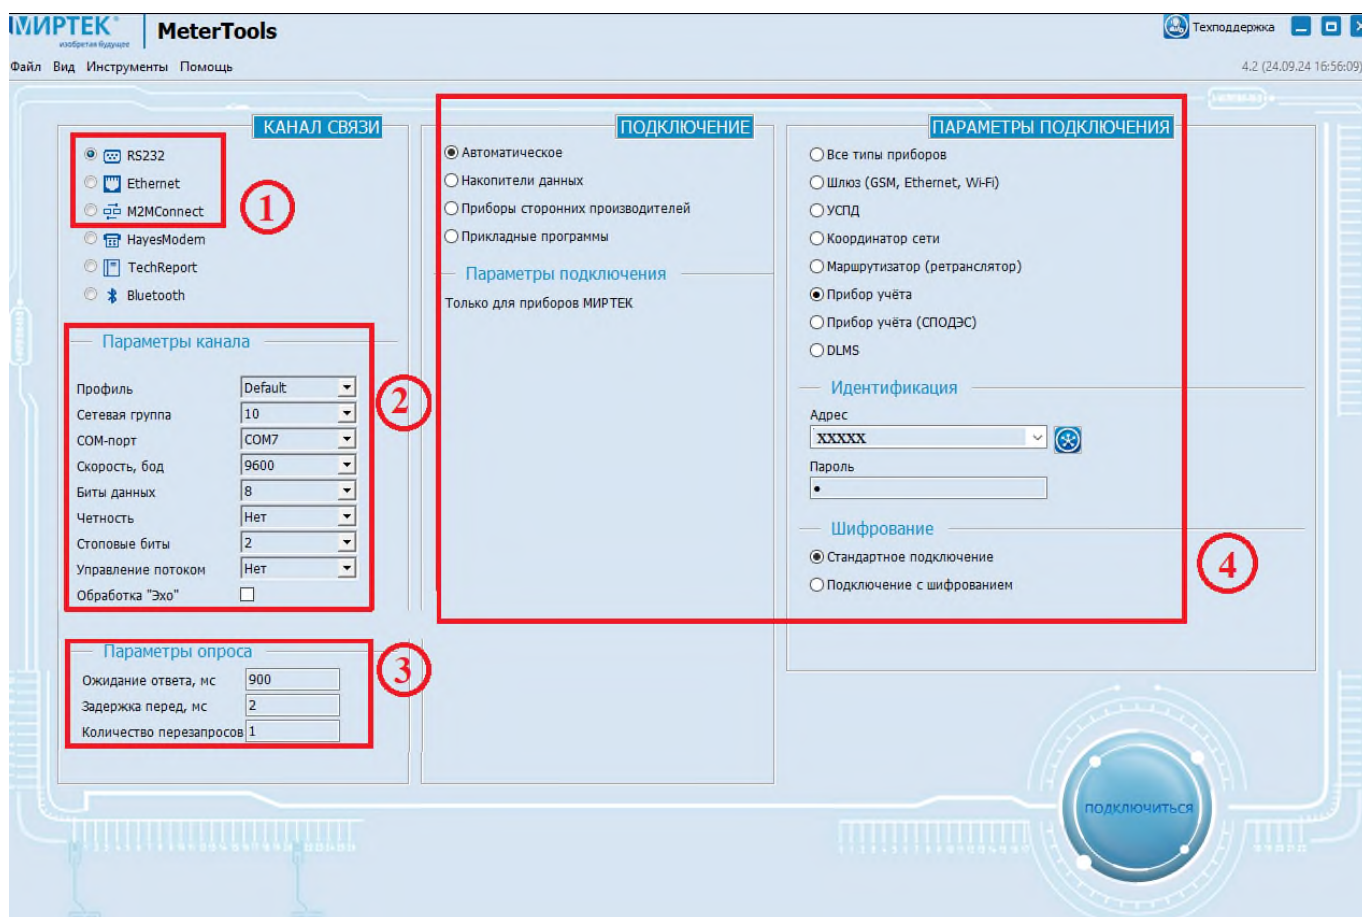 МИРТЕК®
изобретая будущее
MeterTools
Техподдержка
Файл Вид Инструменты Помощь
4.2 (24.09.24 16:56:09)
КАНАЛ СВЯЗИ
RS232
Ethernet
M2MConnect
HayesModem
TechReport
Bluetooth
1
Параметры канала
Профиль Default
Сетевая группа 10
COM-порт COM7
Скорость, бод 9600
Биты данных 8
Четность Нет
Стоповые биты 2
Управление потоком Нет
Обработка "Эхо"
2
Параметры опроса
Ожидание ответа, мс 900
Задержка перед, мс 2
Количество перезапросов 1
3
ПОДКЛЮЧЕНИЕ
Автоматическое
Накопители данных
Приборы сторонних производителей
Прикладные программы
Параметры подключения
Только для приборов МИРТЕК
ПАРАМЕТРЫ ПОДКЛЮЧЕНИЯ
Все типы приборов
Шлюз (GSM, Ethernet, Wi-Fi)
УСПД
Координатор сети
Маршрутизатор (ретранслятор)
Прибор учёта
Прибор учёта (СПОДЭС)
DLMS
Идентификация
Адрес
XXXXX
Пароль
•
Шифрование
Стандартное подключение
Подключение с шифрованием
4
ПОДКЛЮЧИТЬСЯ